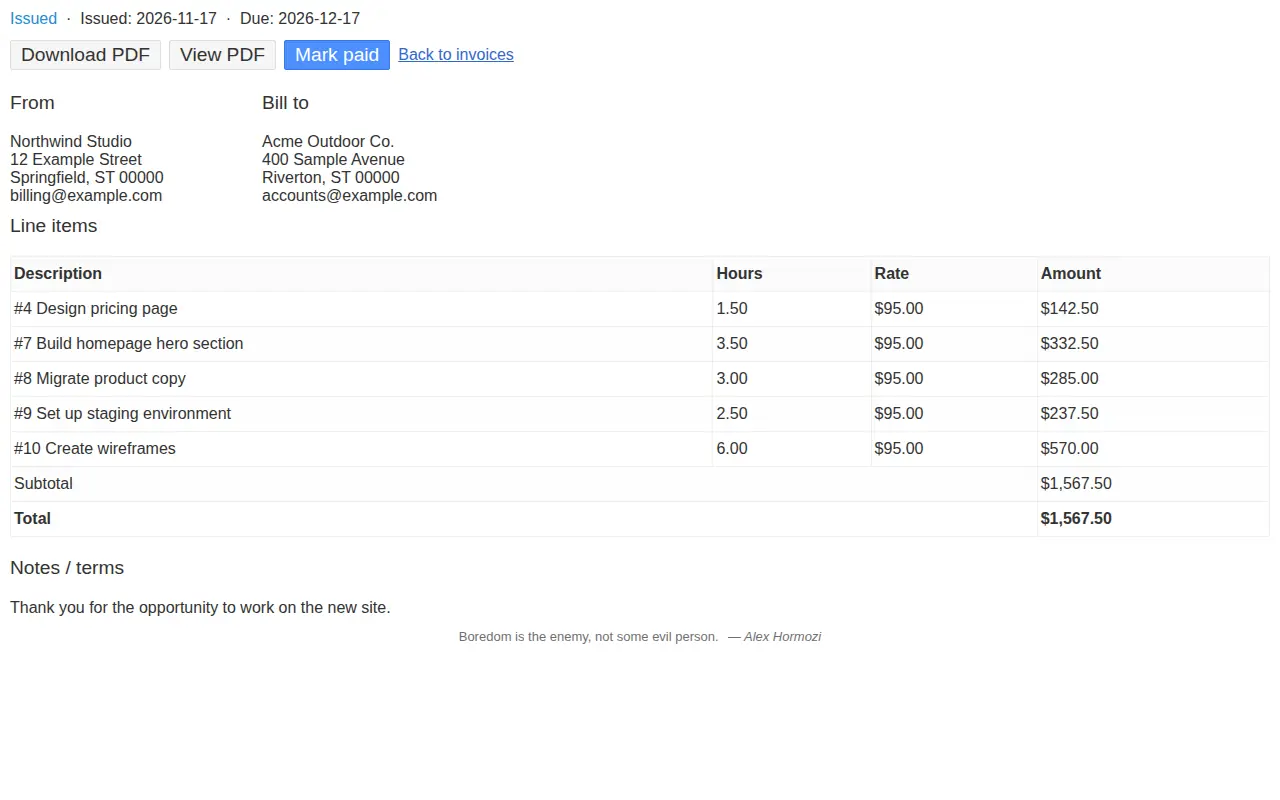 Issued · Issued: 2026-11-17 · Due: 2026-12-17
Download PDF View PDF Mark paid Back to invoices
From
Northwind Studio
12 Example Street
Springfield, ST 00000
billing@example.com
Bill to
Acme Outdoor Co.
400 Sample Avenue
Riverton, ST 00000
accounts@example.com
Line items
Description Hours Rate Amount
#4 Design pricing page 1.50 $95.00 $142.50
#7 Build homepage hero section 3.50 $95.00 $332.50
#8 Migrate product copy 3.00 $95.00 $285.00
#9 Set up staging environment 2.50 $95.00 $237.50
#10 Create wireframes 6.00 $95.00 $570.00
Subtotal $1,567.50
Total $1,567.50
Notes / terms
Thank you for the opportunity to work on the new site.
Boredom is the enemy, not some evil person. — Alex Hormozi